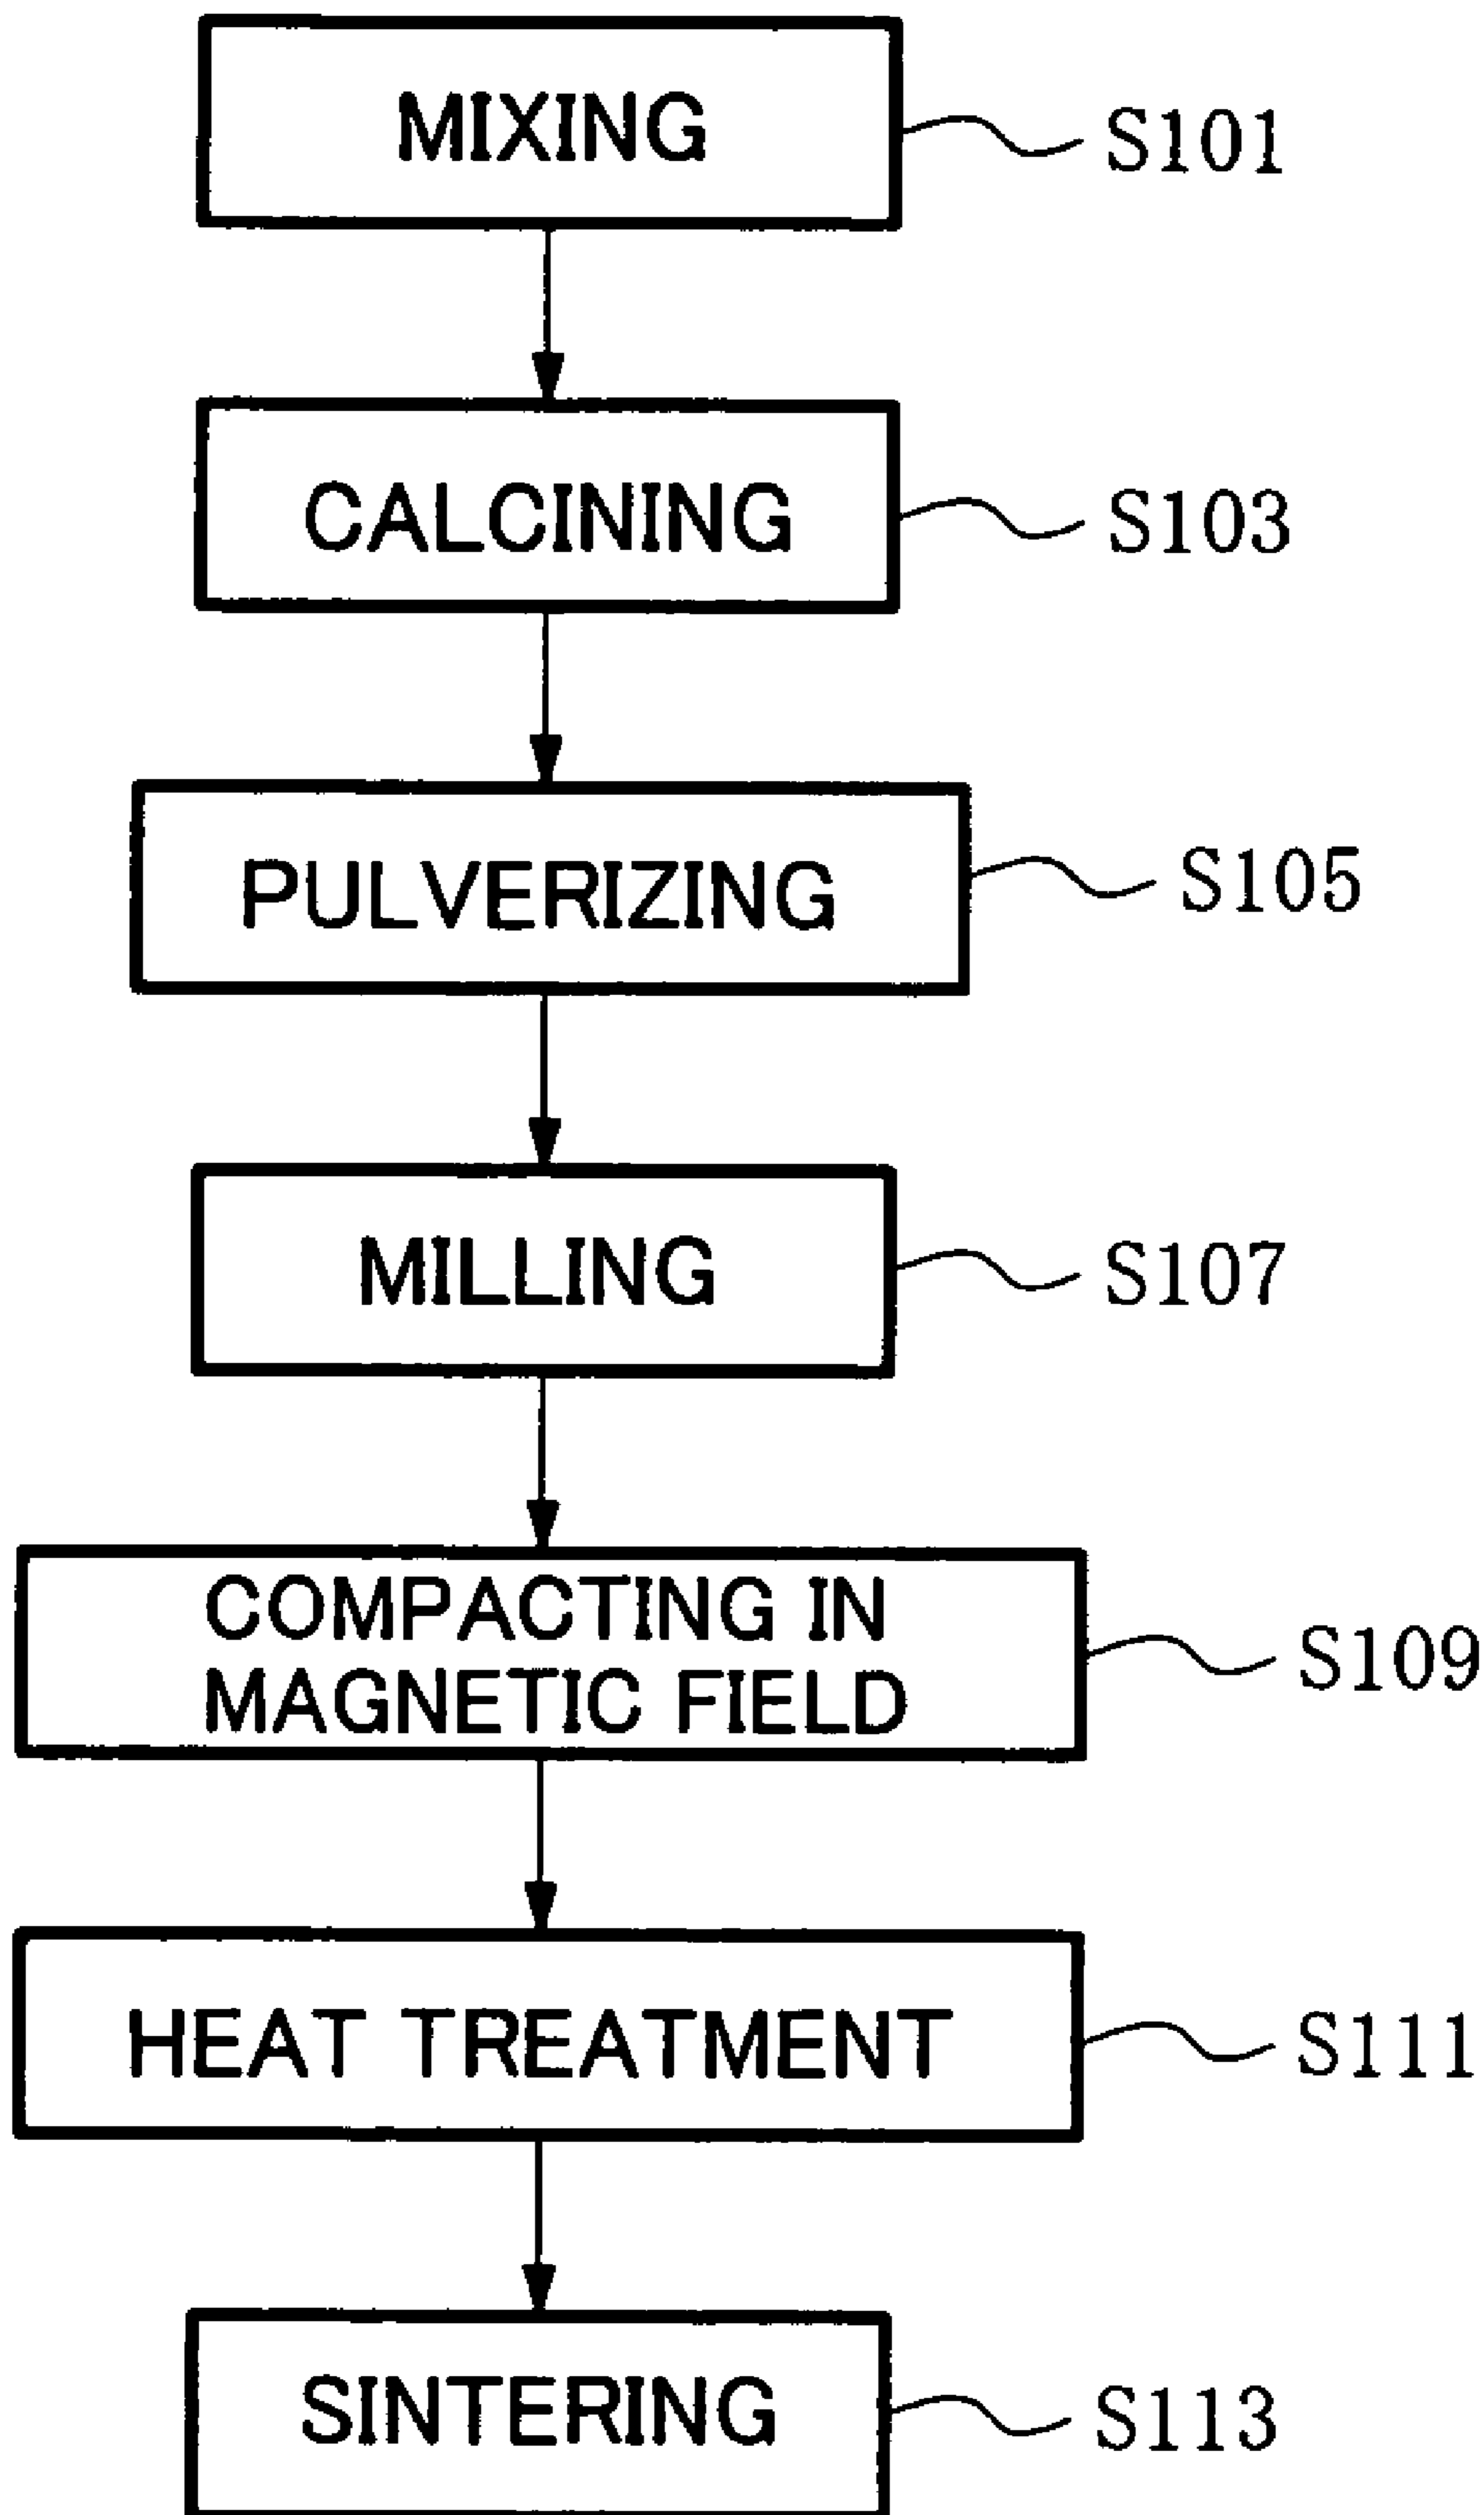 MIXING S101
CALCINING S103
PULVERIZING S105
MILLING S107
COMPACTING IN
MAGNETIC FIELD S109
HEAT TREATMENT S111
SINTERING S113